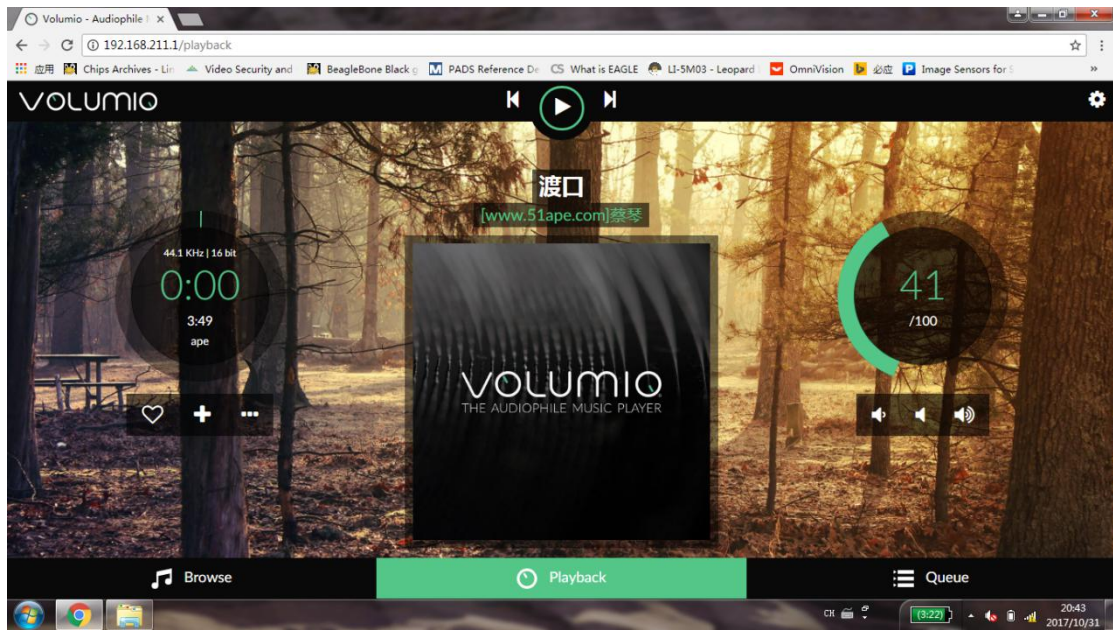 Volumio - Audiophile
192.168.211.1/playback
应用 Chips Archives - Lin Video Security and BeagleBone Black g PADS Reference De CS What is EAGLE LI-5M03 - Leopard OmniVision 必应 Image Sensors for S »
VOLUMIO
渡口
[www.51ape.com]蔡琴
44.1 KHz | 16 bit
0:00
3:49
ape
41
/100
VOLUMIO
THE AUDIOPHILE MUSIC PLAYER
Browse Playback Queue
CH (3:22) 20:43
2017/10/31